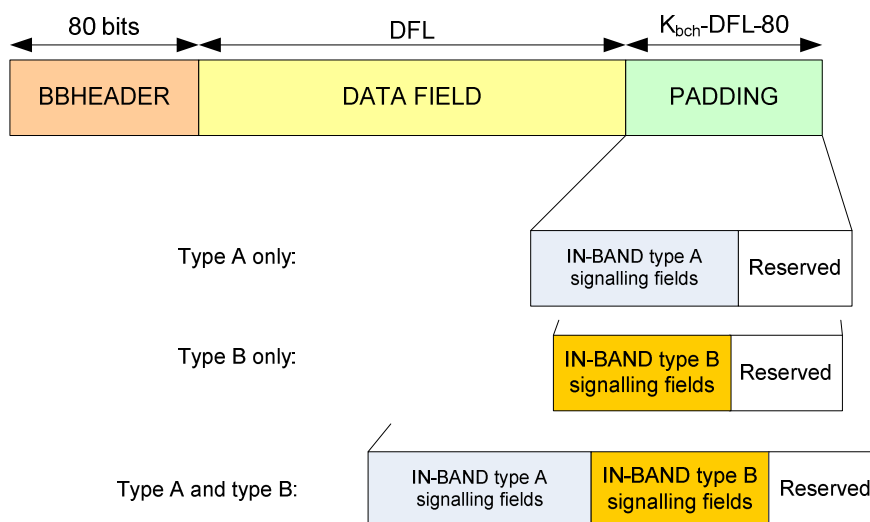 80 bits
DFL
Kbch-DFL-80
BBHEADER
DATA FIELD
PADDING
Type A only:
IN-BAND type A
signalling fields
Reserved
Type B only:
IN-BAND type B
signalling fields
Reserved
Type A and type B:
IN-BAND type A
signalling fields
IN-BAND type B
signalling fields
Reserved